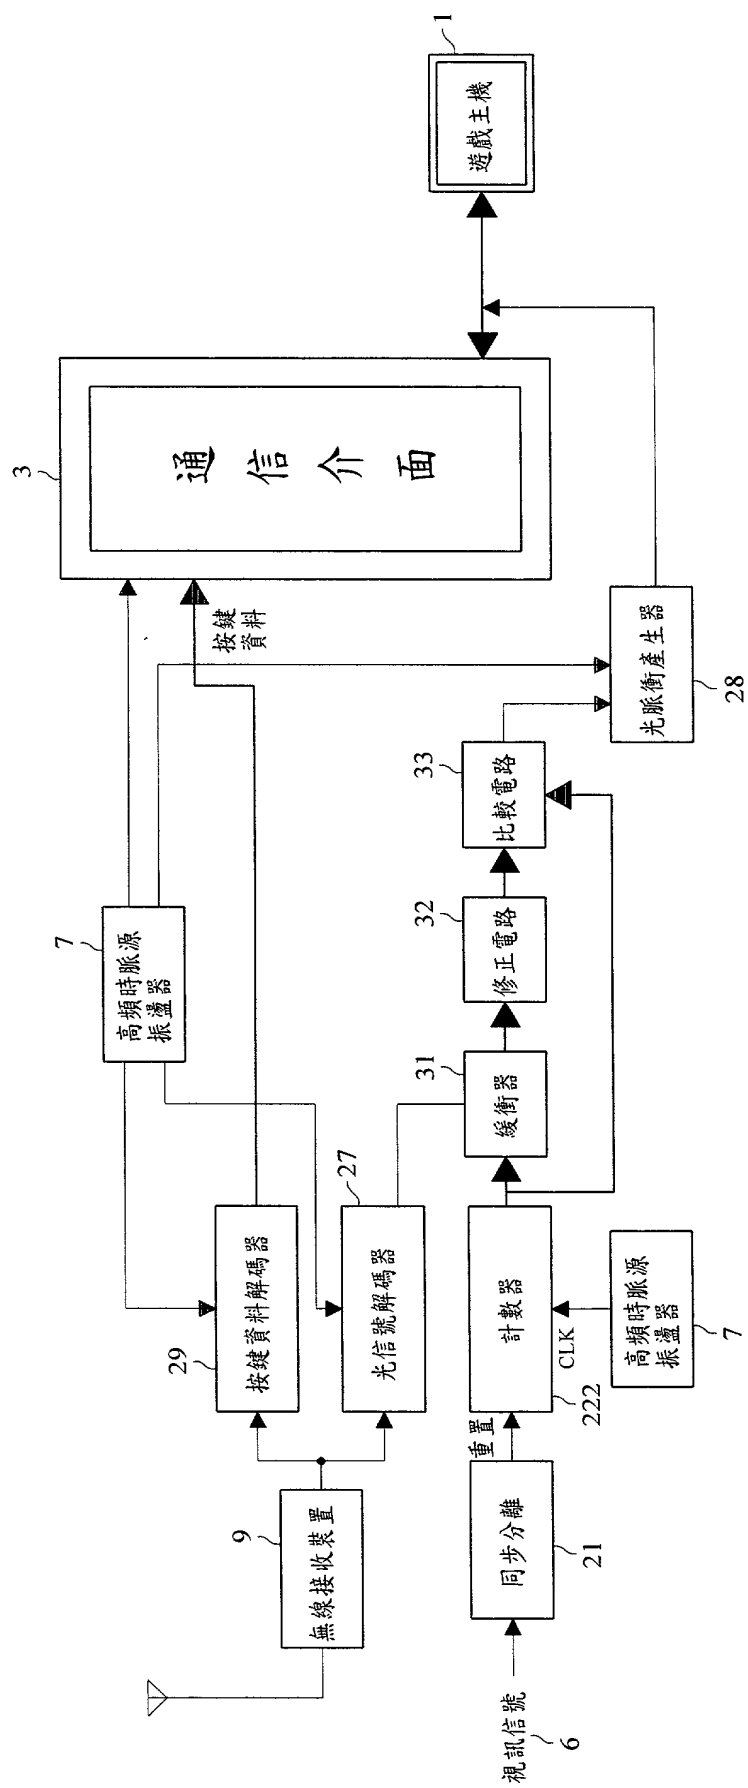 1
遊戲主機
3
通信介面
按鍵
資料
7
高頻時脈源
振盪器
28
光脈衝產生器
33
比較電路
32
修正電路
31
緩衝器
29
按鍵資料解碼器
27
光信號解碼器
222
計數器
CLK
高頻時脈源
振盪器
7
9
無線接收裝置
重置
同步分離
21
視訊信號
6